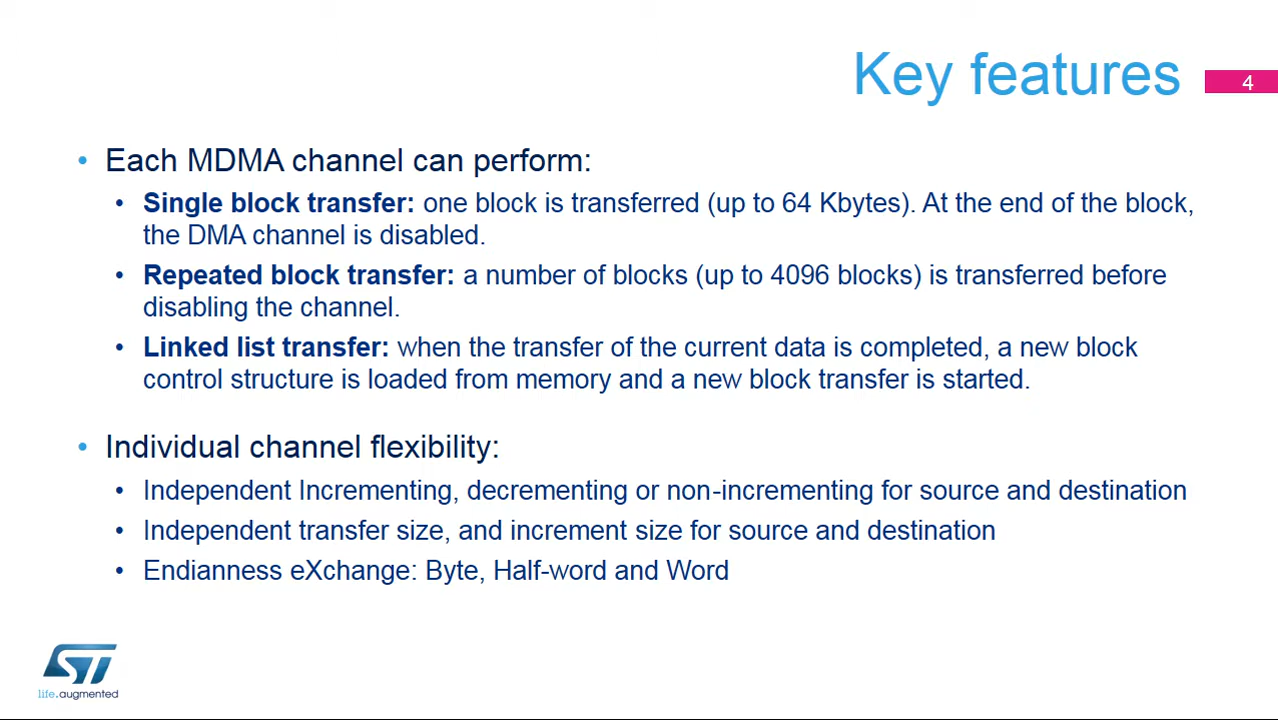 Key features
4
• Each MDMA channel can perform:
• Single block transfer: one block is transferred (up to 64 Kbytes). At the end of the block,
the DMA channel is disabled.
• Repeated block transfer: a number of blocks (up to 4096 blocks) is transferred before
disabling the channel.
• Linked list transfer: when the transfer of the current data is completed, a new block
control structure is loaded from memory and a new block transfer is started.
• Individual channel flexibility:
• Independent Incrementing, decrementing or non-incrementing for source and destination
• Independent transfer size, and increment size for source and destination
• Endianness eXchange: Byte, Half-word and Word
ST
life.augmented